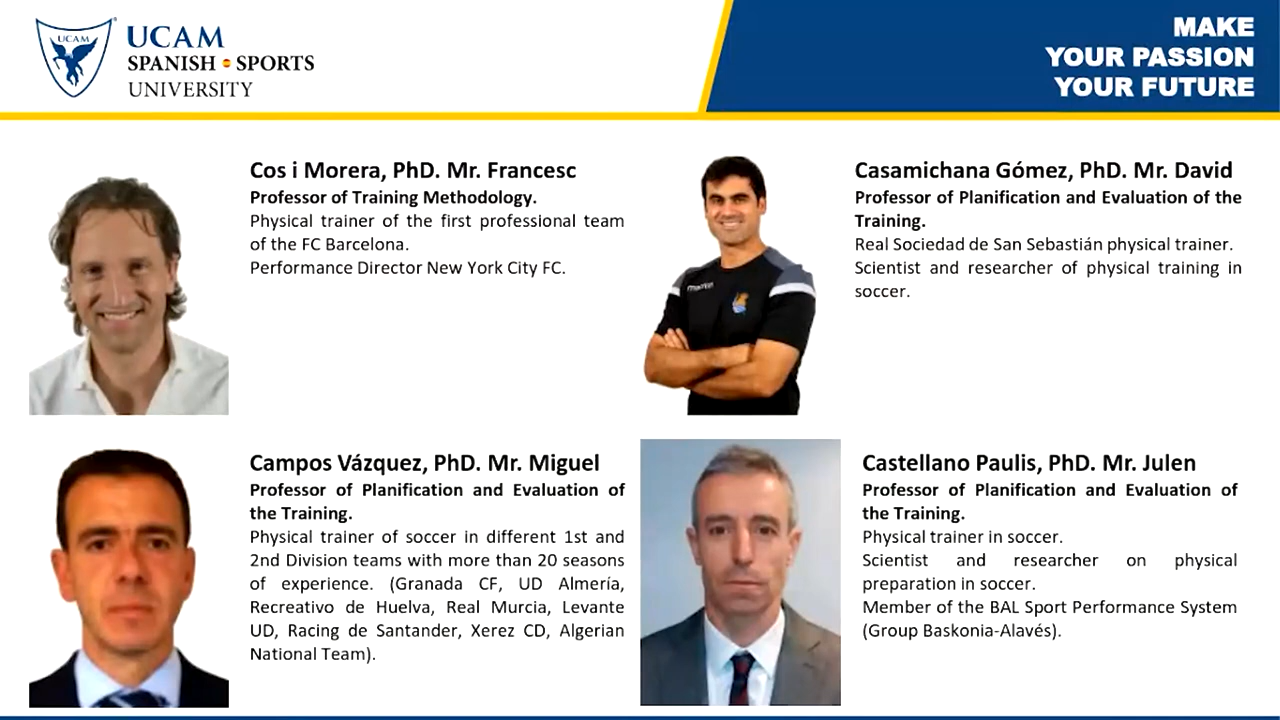 UCAM
UCAM
SPANISH SPORTS
UNIVERSITY
MAKE
YOUR PASSION
YOUR FUTURE
Cos i Morera, PhD. Mr. Francesc
Professor of Training Methodology.
Physical trainer of the first professional team
of the FC Barcelona.
Performance Director New York City FC.
Casamichana Gómez, PhD. Mr. David
Professor of Planification and Evaluation of the
Training.
Real Sociedad de San Sebastián physical trainer.
Scientist and researcher of physical training in
soccer.
macron
Campos Vázquez, PhD. Mr. Miguel
Professor of Planification and Evaluation of
the Training.
Physical trainer of soccer in different 1st and
2nd Division teams with more than 20 seasons
of experience. (Granada CF, UD Almería,
Recreativo de Huelva, Real Murcia, Levante
UD, Racing de Santander, Xerez CD, Algerian
National Team).
Castellano Paulis, PhD. Mr. Julen
Professor of Planification and Evaluation of
the Training.
Physical trainer in soccer.
Scientist and researcher on physical
preparation in soccer.
Member of the BAL Sport Performance System
(Group Baskonia-Alavés).